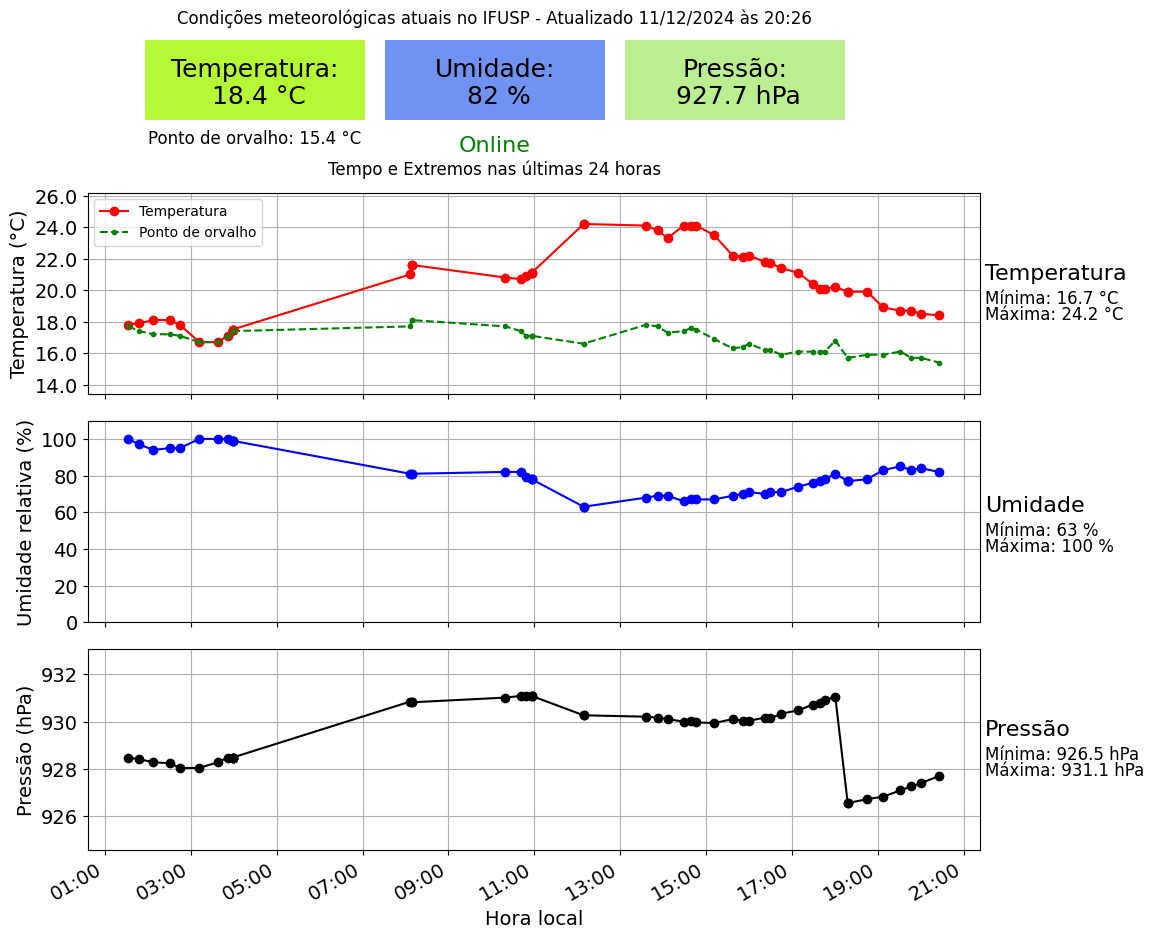 Condições meteorológicas atuais no IFUSP - Atualizado 11/12/2024 às 20:26
Temperatura:
18.4 °C
Umidade:
82 %
Pressão:
927.7 hPa
Ponto de orvalho: 15.4 °C
Online
Tempo e Extremos nas últimas 24 horas
Temperatura (°C)
26.0
24.0
22.0
20.0
18.0
16.0
14.0
Temperatura
Ponto de orvalho
Temperatura
Mínima: 16.7 °C
Máxima: 24.2 °C
Umidade relativa (%)
100
80
60
40
20
0
Umidade
Mínima: 63 %
Máxima: 100 %
Pressão (hPa)
932
930
928
926
Pressão
Mínima: 926.5 hPa
Máxima: 931.1 hPa
01:00
03:00
05:00
07:00
09:00
11:00
13:00
15:00
17:00
19:00
21:00
Hora local